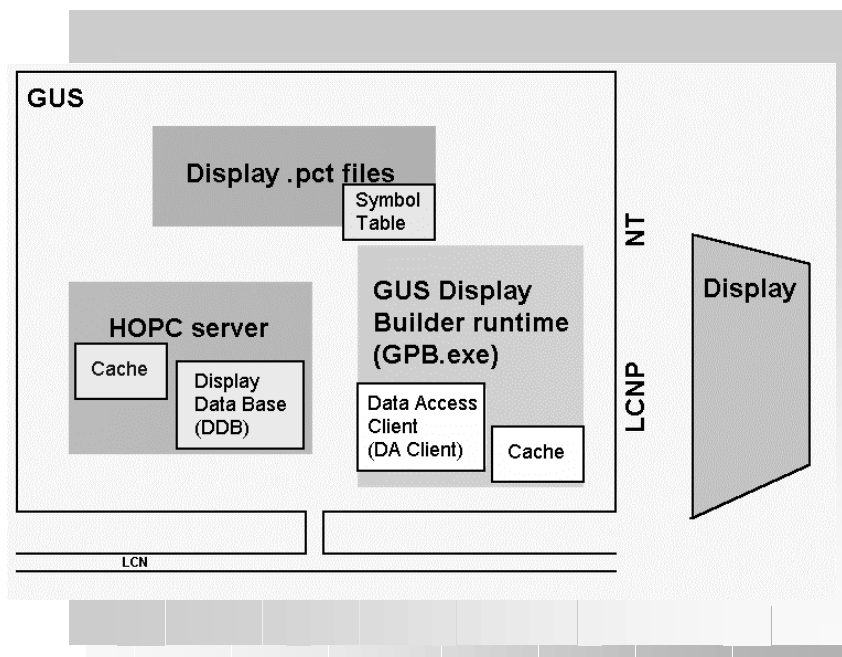 GUS
Display .pct files
Symbol
Table
HOPC server
Cache
Display
Data Base
(DDB)
GUS Display
Builder runtime
(GPB.exe)
Data Access
Client
(DA Client)
Cache
NT
LCNP
Display
LCN